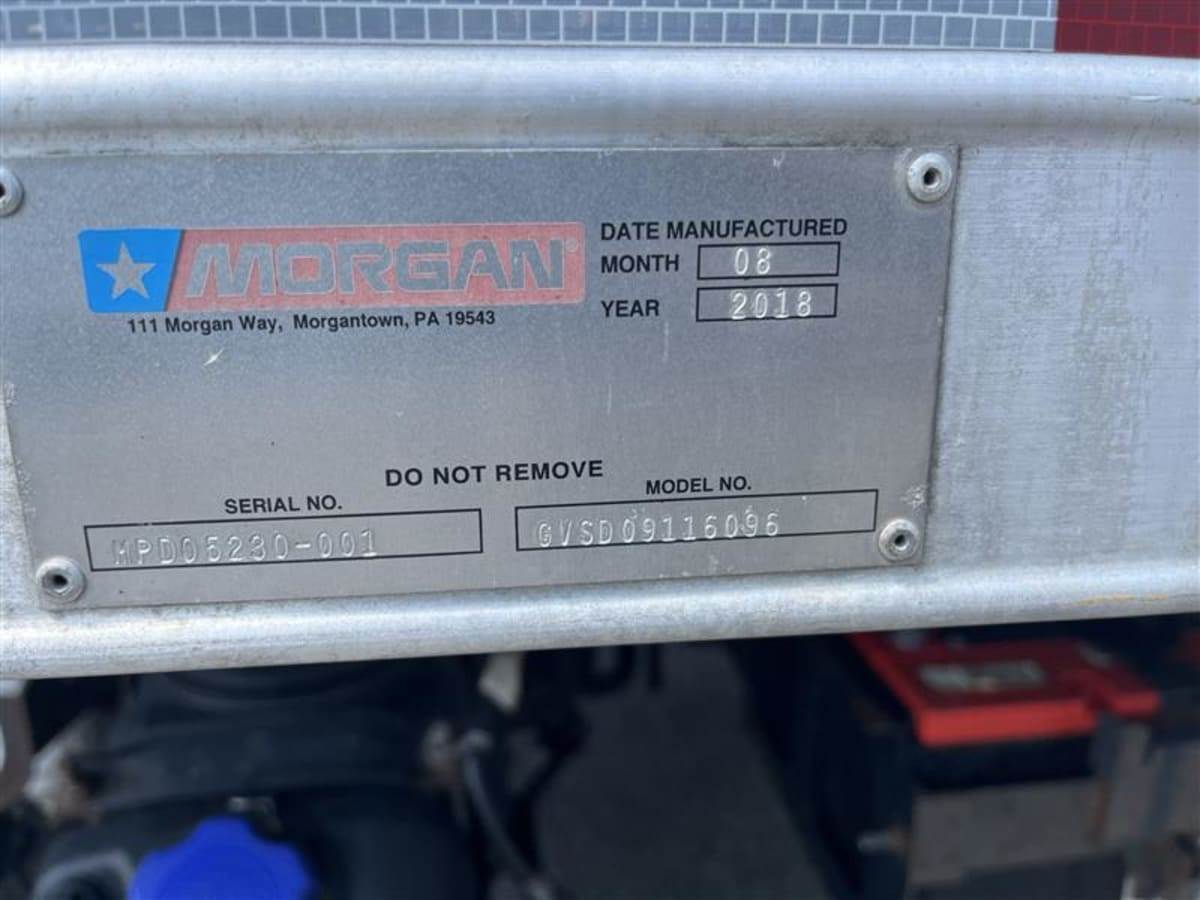 MORGAN®
111 Morgan Way, Morgantown, PA 19543
DATE MANUFACTURED
MONTH 08
YEAR 2018
DO NOT REMOVE
SERIAL NO.
MPD05230-001
MODEL NO.
GVSD09116096